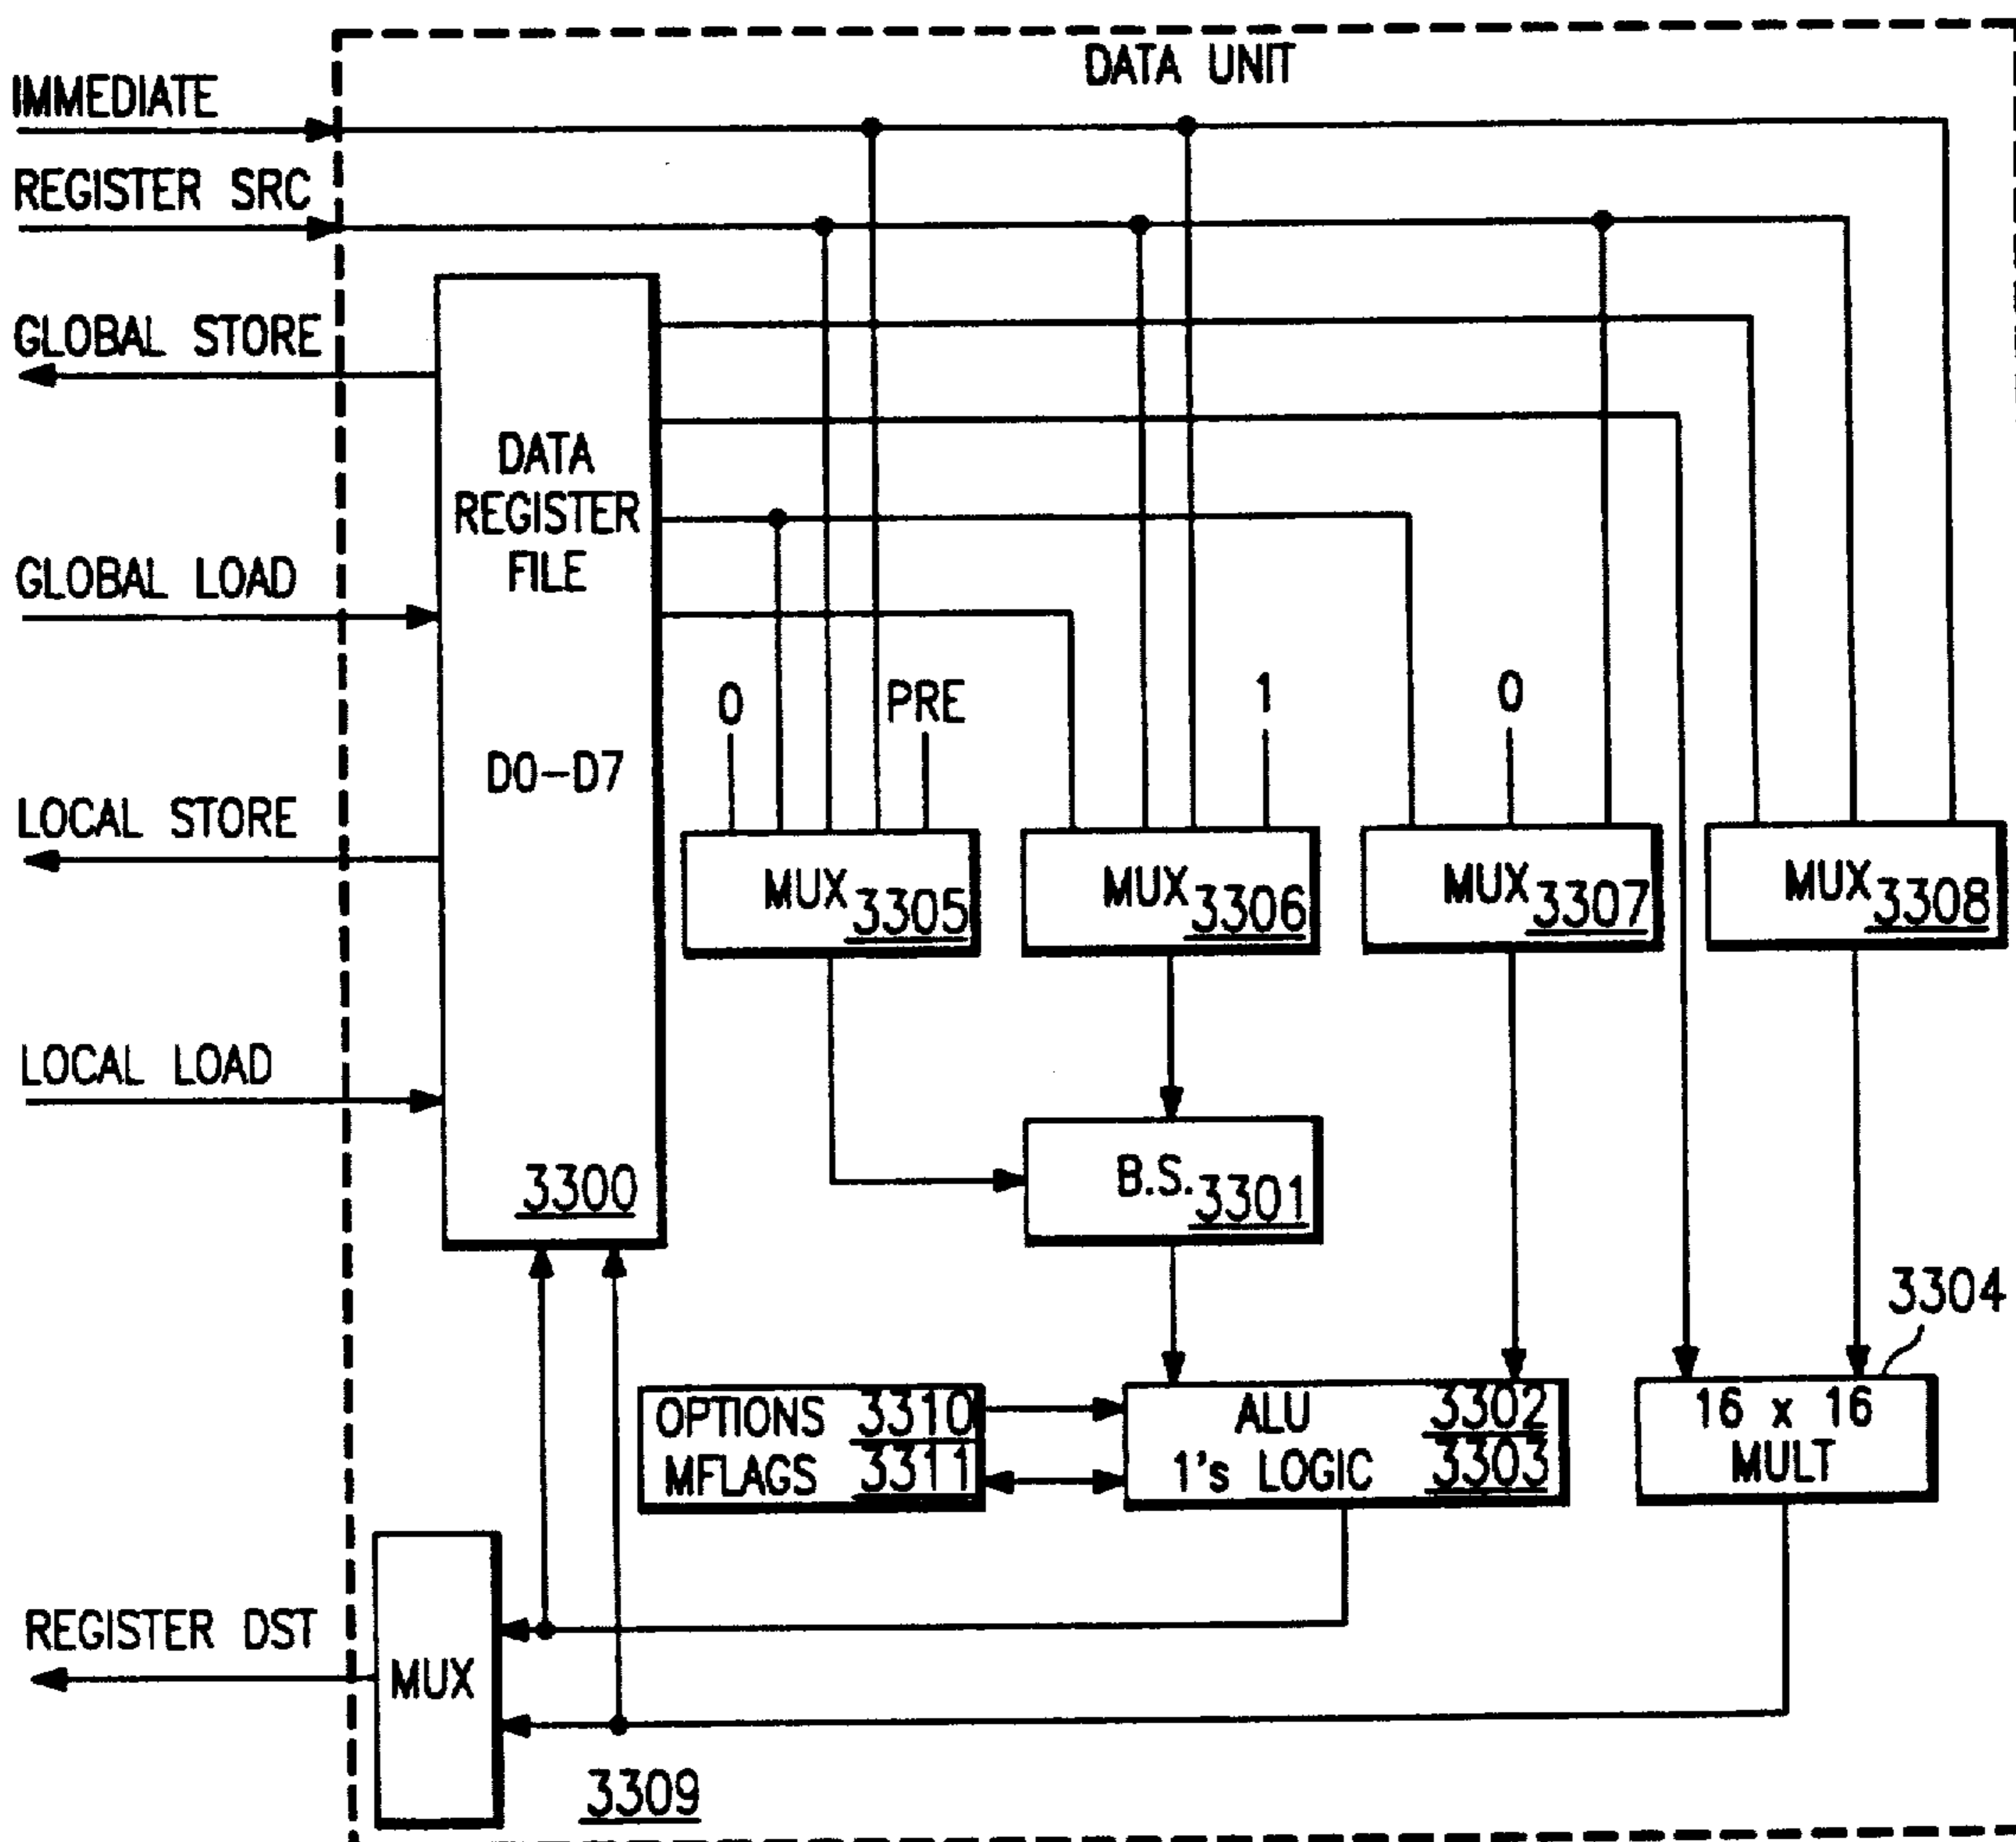 DATA UNIT
IMMEDIATE
REGISTER SRC
GLOBAL STORE
GLOBAL LOAD
LOCAL STORE
LOCAL LOAD
DATA
REGISTER
FILE
D0-D7
3300
0
PRE
1
0
MUX 3305
MUX 3306
MUX 3307
MUX 3308
B.S. 3301
3304
OPTIONS 3310
MFLAGS 3311
ALU 3302
1's LOGIC 3303
16 x 16
MULT
REGISTER DST
MUX
3309